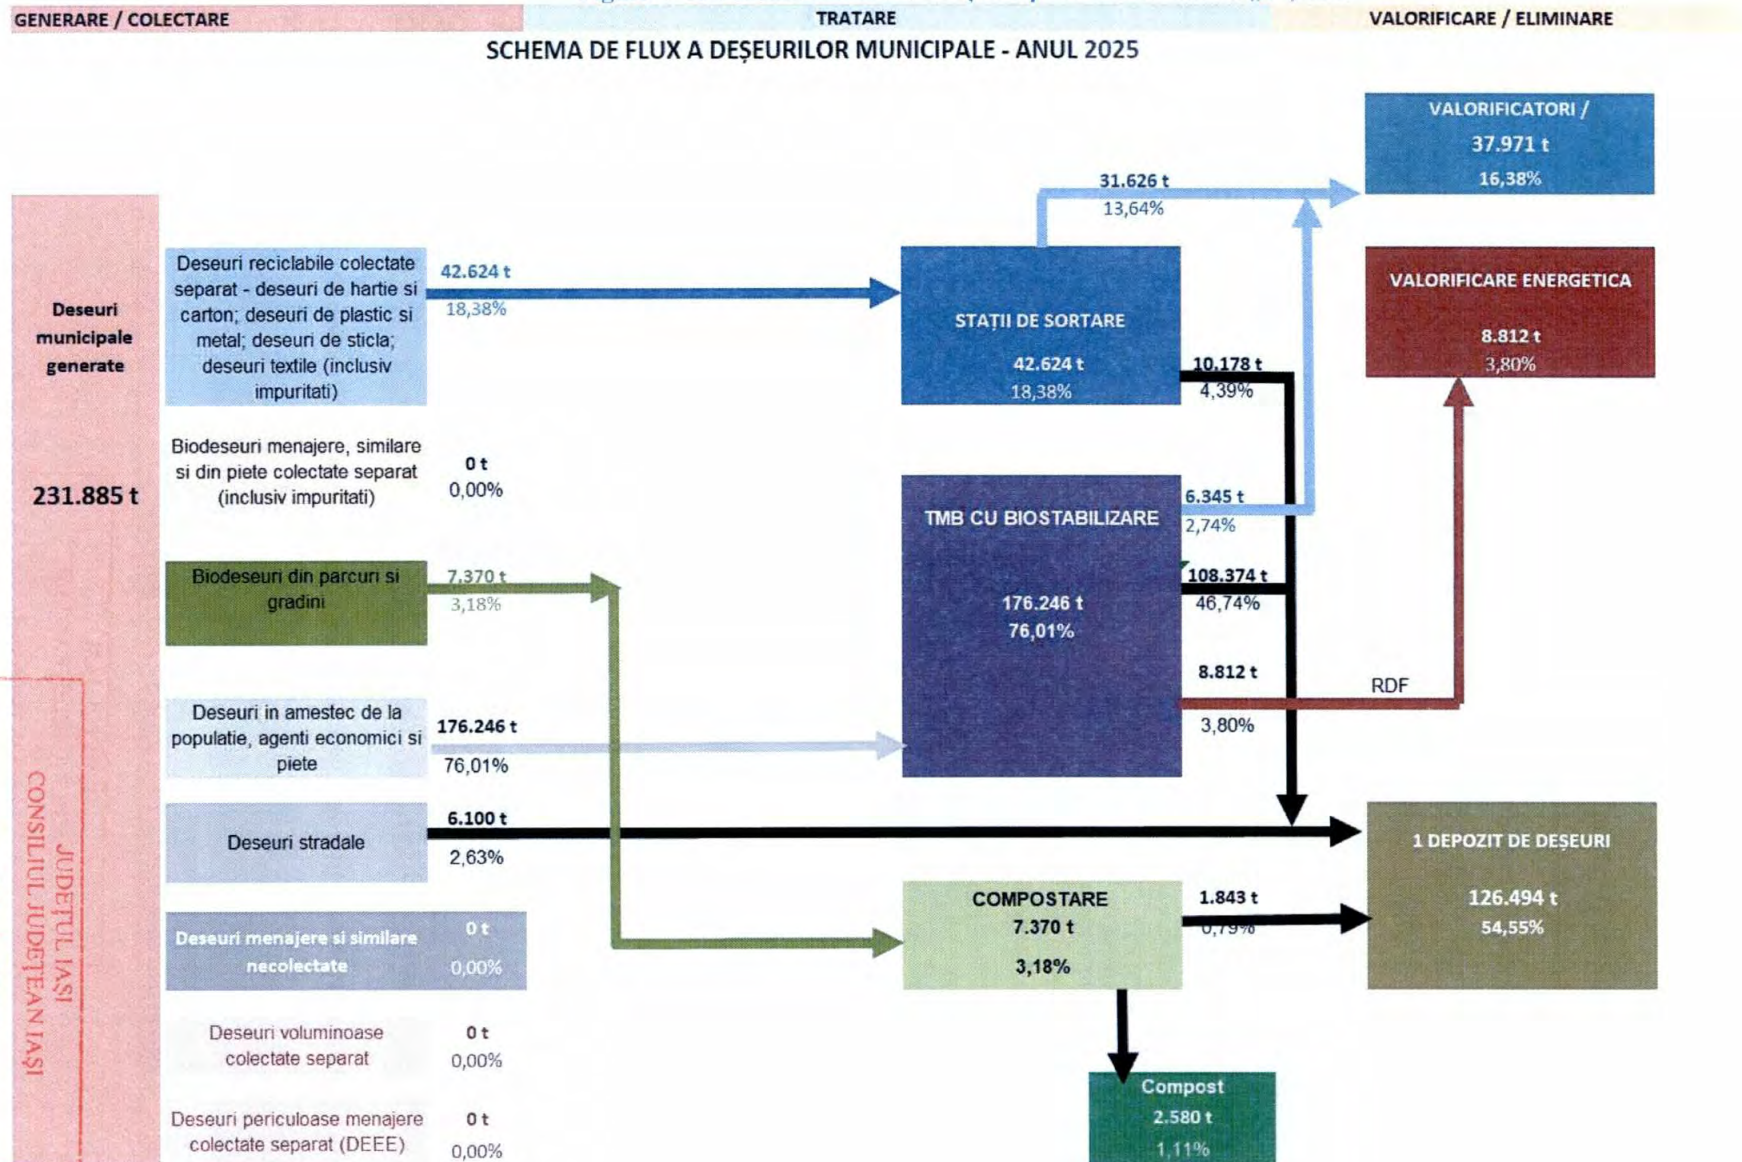 GENERARE / COLECTARE
TRATARE
VALORIFICARE / ELIMINARE
SCHEMA DE FLUX A DEȘEURILOR MUNICIPALE - ANUL 2025
VALORIFICATORI /
37.971 t
16,38%
31.626 t
13,64%
Deseuri
municipale
generate
231.885 t
Deseuri reciclabile colectate
separat - deseuri de hartie si
carton; deseuri de plastic si
metal; deseuri de sticla;
deseuri textile (inclusiv
impuritati)
42.624 t
18,38%
STAȚII DE SORTARE
42.624 t
18,38%
10.178 t
4,39%
VALORIFICARE ENERGETICA
8.812 t
3,80%
Biodeseuri menajere, similare
si din piete colectate separat
(inclusiv impuritati)
0 t
0,00%
TMB CU BIOSTABILIZARE
176.246 t
76,01%
6.345 t
2,74%
108.374 t
46,74%
8.812 t
3,80%
RDF
Biodeseuri din parcuri si
gradini
7.370 t
3,18%
Deseuri in amestec de la
populatie, agenti economici si
piete
176.246 t
76,01%
Deseuri stradale
6.100 t
2,63%
1 DEPOZIT DE DEȘEURI
126.494 t
54,55%
COMPOSTARE
7.370 t
3,18%
1.843 t
0,79%
Deseuri menajere si similare
necolectate
0 t
0,00%
Deseuri voluminoase
colectate separat
0 t
0,00%
Deseuri periculoase menajere
colectate separat (DEEE)
0 t
0,00%
Compost
2.580 t
1,11%
JUDEȚUL IAȘI
CONSILIUL JUDEȚEAN IAȘI